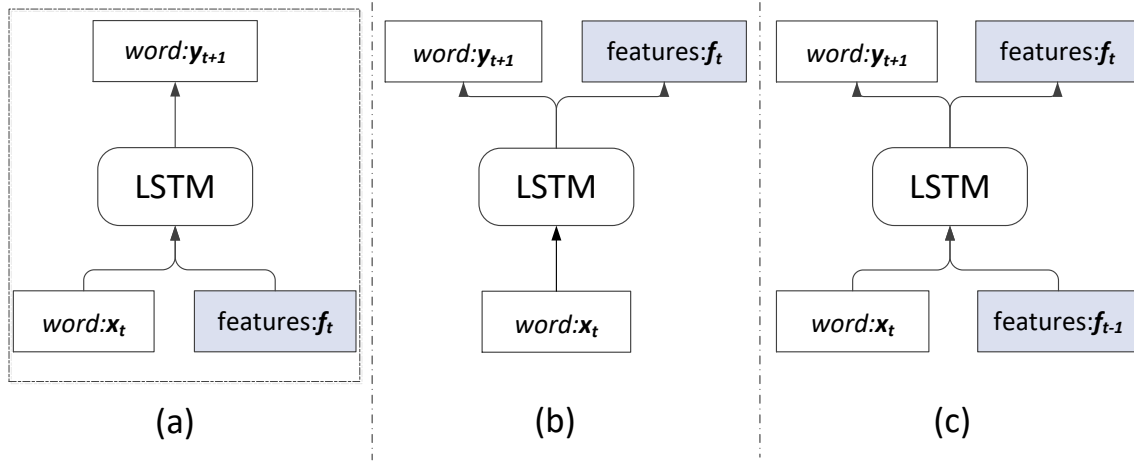 word:yt+1
LSTM
word:xt
features:ft
(a)
word:yt+1
features:ft
LSTM
word:xt
(b)
word:yt+1
features:ft
LSTM
word:xt
features:ft-1
(c)